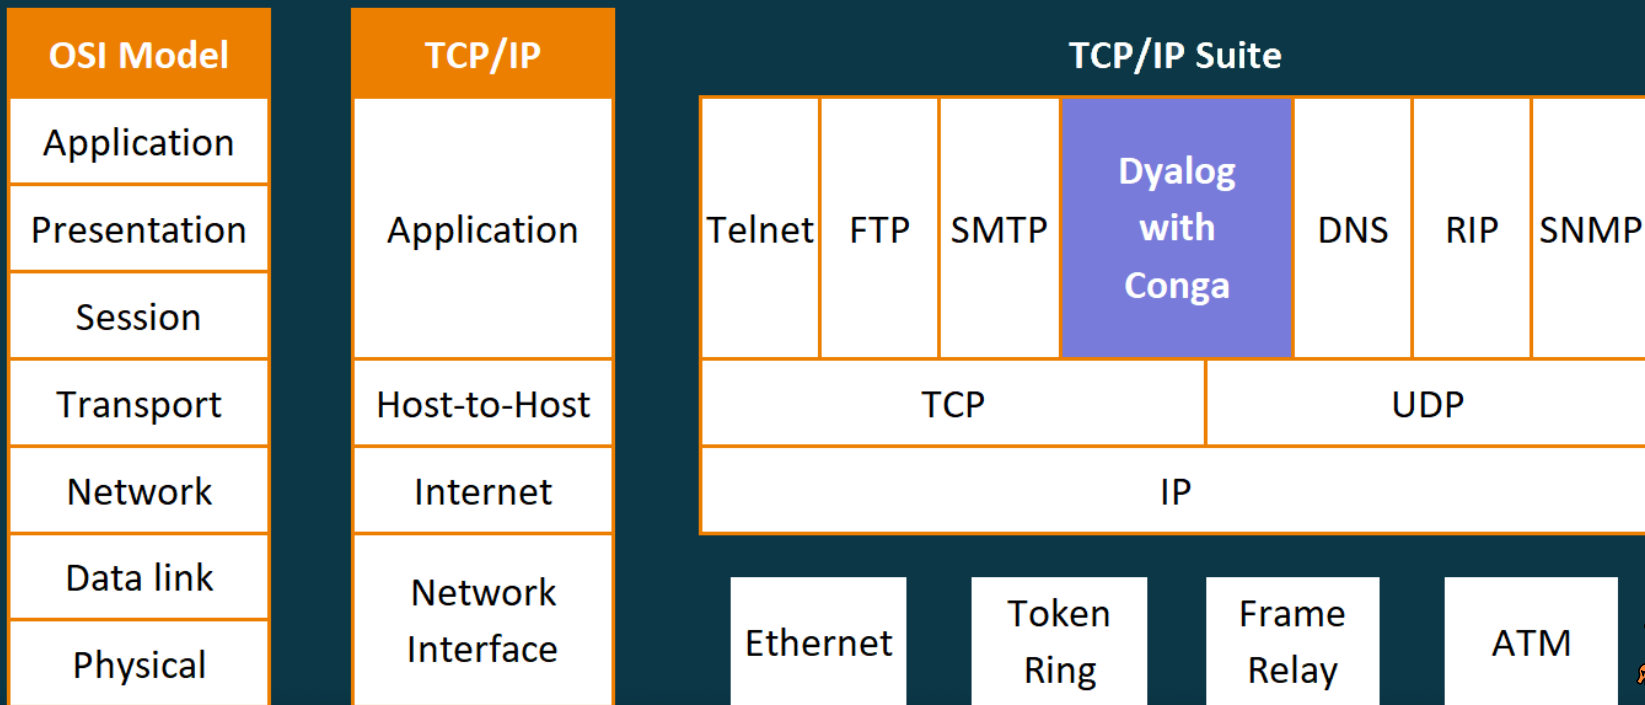 OSI Model
Application
Presentation
Session
Transport
Network
Data link
Physical
TCP/IP
Application
Host-to-Host
Internet
Network
Interface
TCP/IP Suite
Telnet
FTP
SMTP
Dyalog
with
Conga
DNS
RIP
SNMP
TCP
UDP
IP
Ethernet
Token
Ring
Frame
Relay
ATM